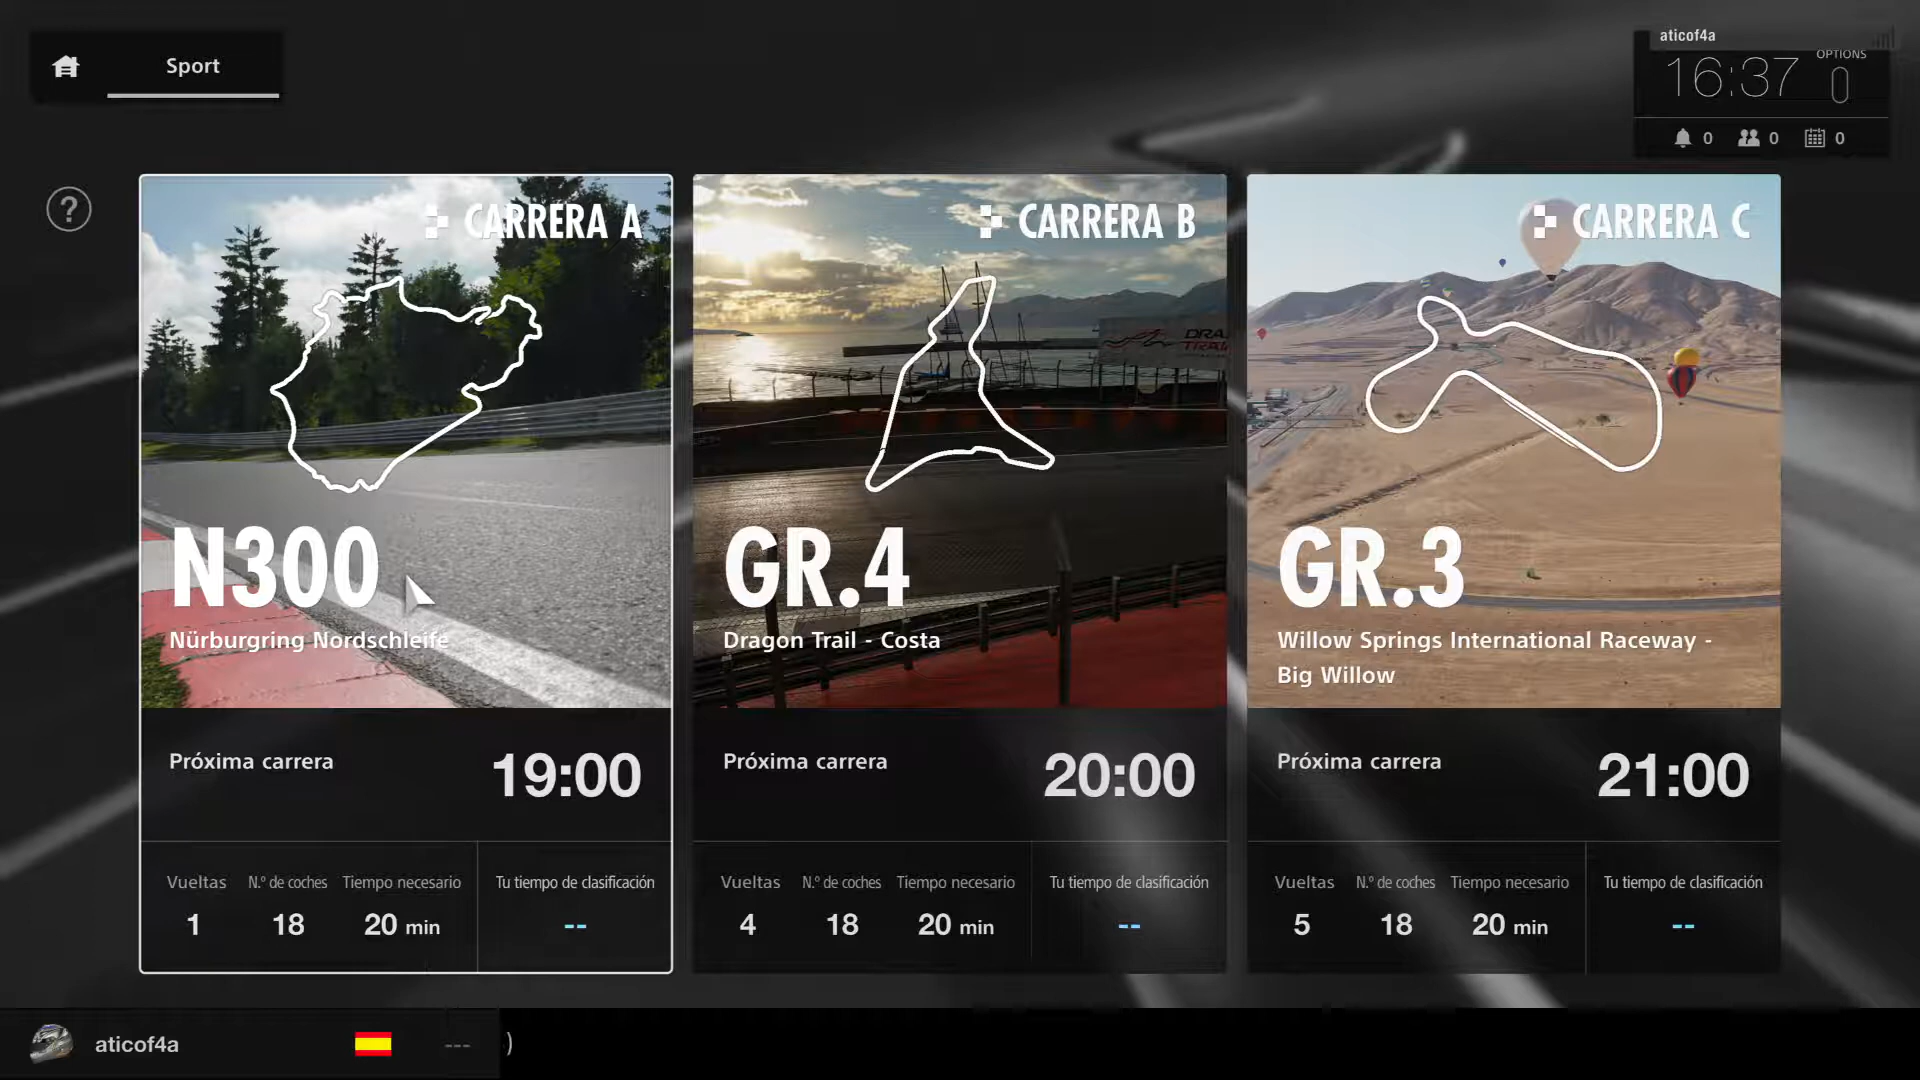 Sport
aticof4a
OPTIONS
16:37
0 0 0
?
CARRERA A
N300
Nürburgring Nordschleife
Próxima carrera
19:00
Vueltas N.º de coches Tiempo necesario Tu tiempo de clasificación
1 18 20 min --
CARRERA B
GR.4
Dragon Trail - Costa
Próxima carrera
20:00
Vueltas N.º de coches Tiempo necesario Tu tiempo de clasificación
4 18 20 min --
CARRERA C
GR.3
Willow Springs International Raceway -
Big Willow
Próxima carrera
21:00
Vueltas N.º de coches Tiempo necesario Tu tiempo de clasificación
5 18 20 min --
aticof4a --- )